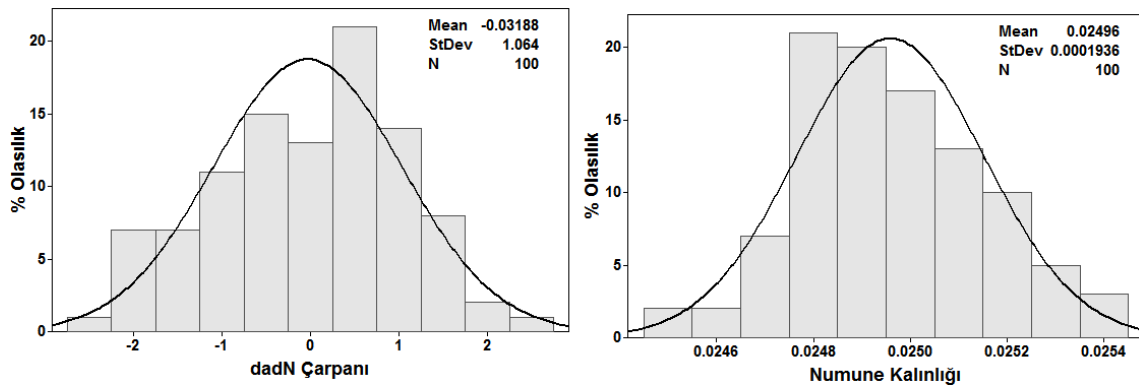 Mean -0.03188
StDev 1.064
N 100
% Olasılık
20
15
10
5
0
-2 -1 0 1 2
dadN Çarpanı
Mean 0.02496
StDev 0.0001936
N 100
% Olasılık
20
15
10
5
0
0.0246 0.0248 0.0250 0.0252 0.0254
Numune Kalınlığı